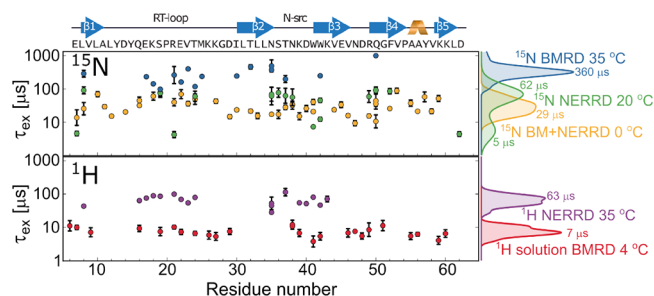 RT-loop N-src
β1 β2 β3 β4 β5
ELVLALYDYQEKSPREVTMKKGDILTLLNSTNKDWWKVEVNDRQGFVPAAYVKKLD
1000
100
10
1
15N
τex [μs]
15N BMRD 35 °C
360 μs
62 μs
15N NERRD 20 °C
29 μs
15N BM+NERRD 0 °C
5 μs
1000
100
10
1
1H
τex [μs]
63 μs
1H NERRD 35 °C
7 μs
1H solution BMRD 4 °C
10 20 30 40 50 60
Residue number